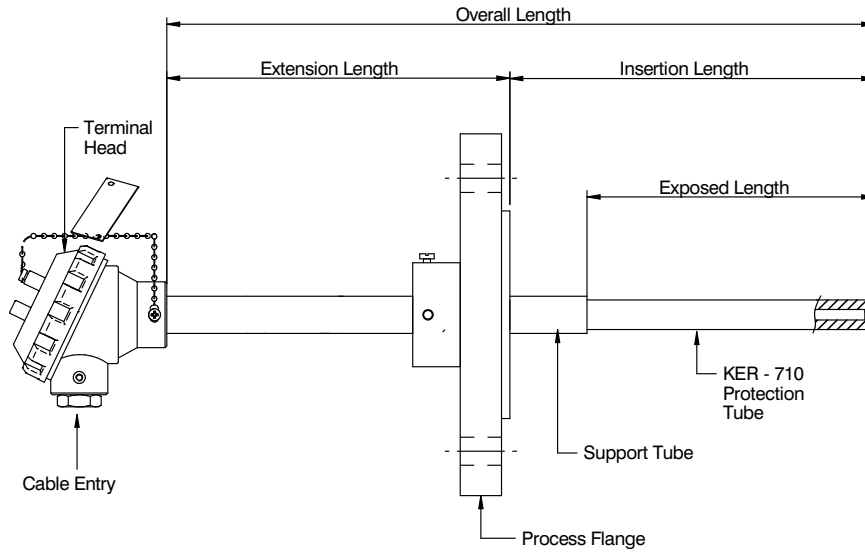 Overall Length
Extension Length
Insertion Length
Terminal
Head
Exposed Length
KER - 710
Protection
Tube
Support Tube
Cable Entry
Process Flange